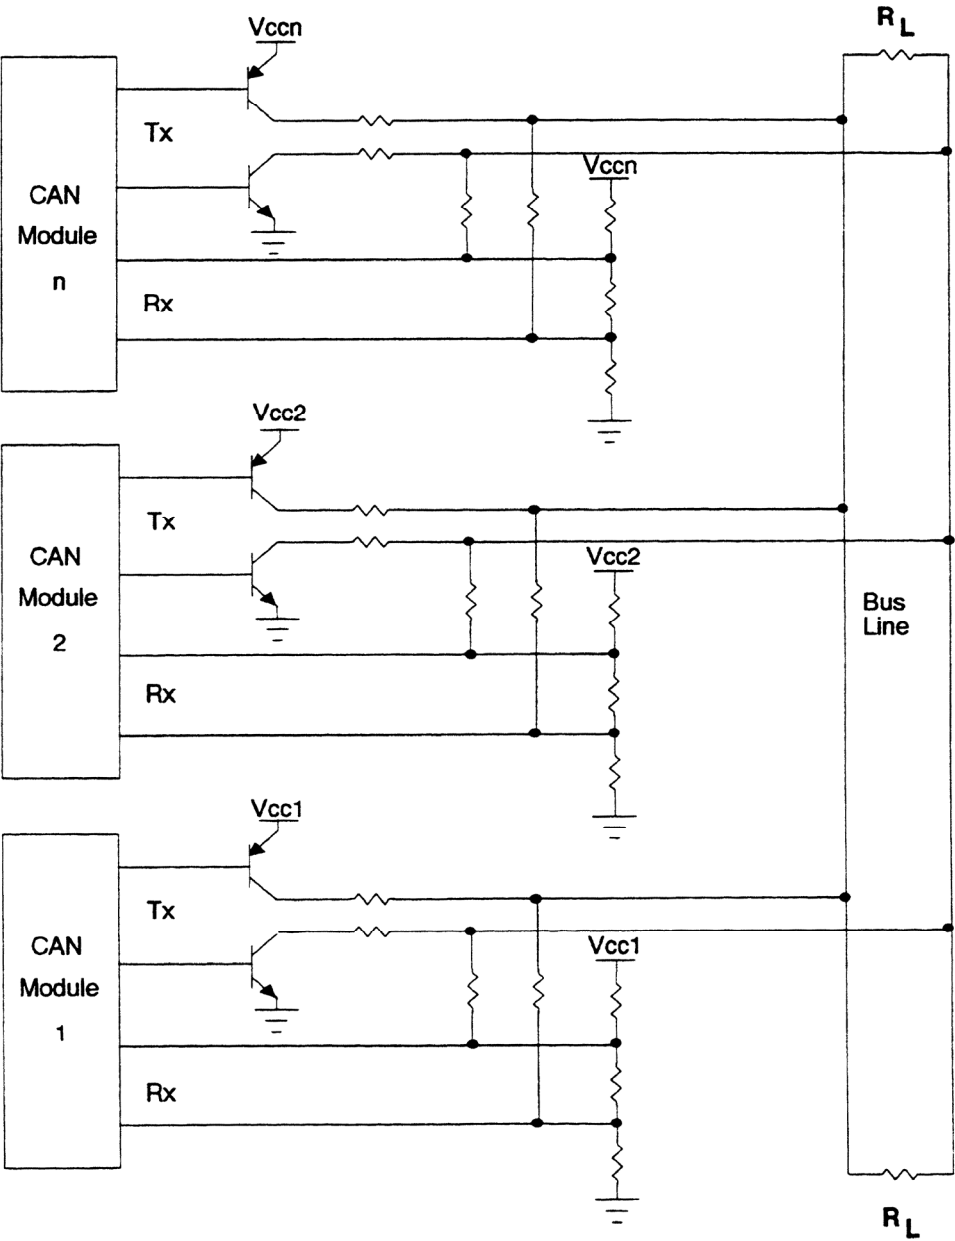 R L
Vccn
Tx
CAN
Module
n
Vccn
Rx
Vcc2
Tx
CAN
Module
2
Vcc2
Bus
Line
Rx
Vcc1
Tx
CAN
Module
1
Vcc1
Rx
R L